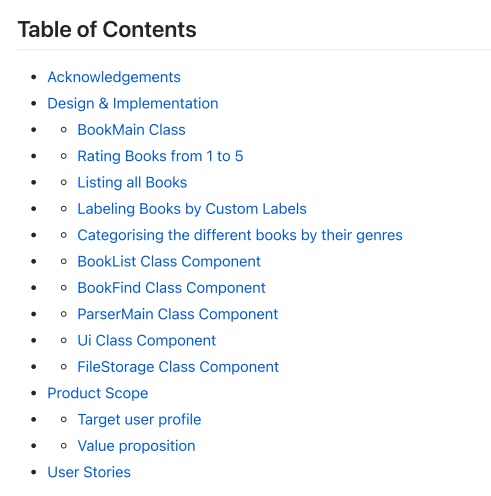 Table of Contents
Acknowledgements
Design & Implementation
BookMain Class
Rating Books from 1 to 5
Listing all Books
Labeling Books by Custom Labels
Categorising the different books by their genres
BookList Class Component
BookFind Class Component
ParserMain Class Component
Ui Class Component
FileStorage Class Component
Product Scope
Target user profile
Value proposition
User Stories